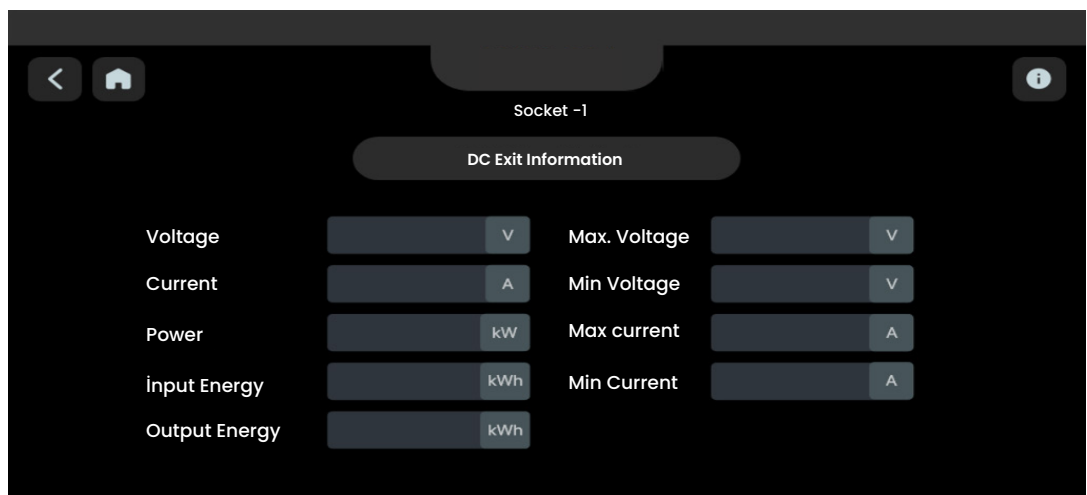 Socket -1
DC Exit Information
Voltage V Max. Voltage V
Current A Min Voltage V
Power kW Max current A
İnput Energy kWh Min Current A
Output Energy kWh